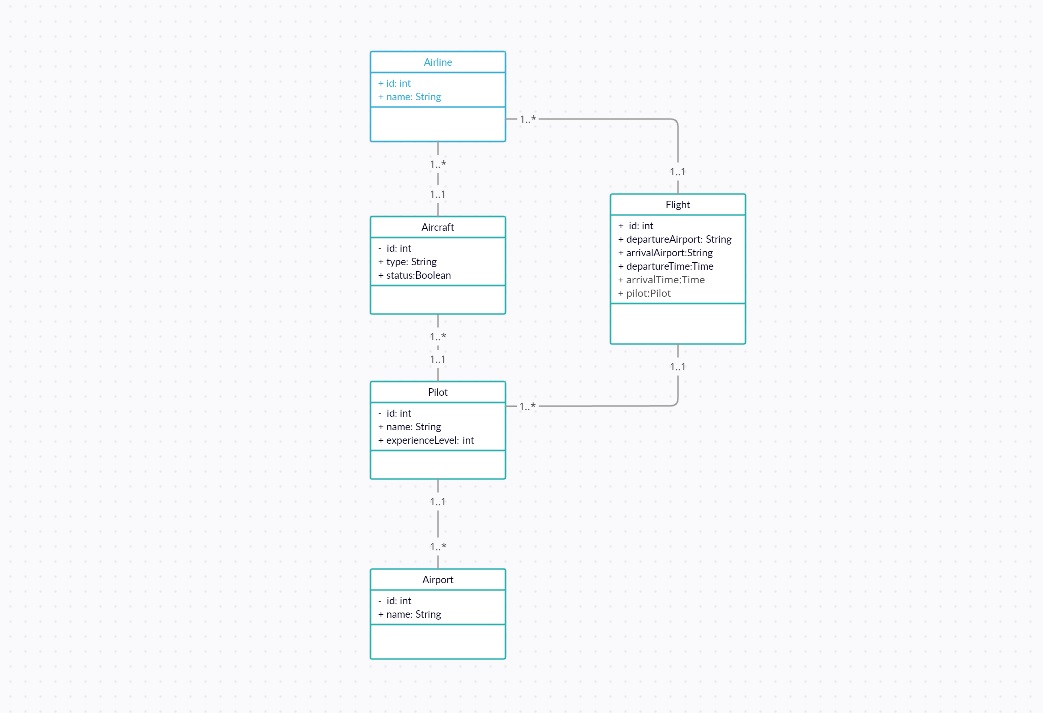 Airline
+ id: int
+ name: String
1..*
1..*
1..1
1..1
Aircraft
- id: int
+ type: String
+ status:Boolean
Flight
+ id: int
+ departureAirport: String
+ arrivalAirport:String
+ departureTime:Time
+ arrivalTime:Time
+ pilot:Pilot
1..*
1..1
1..1
1..*
Pilot
- id: int
+ name: String
+ experienceLevel: int
1..1
1..*
Airport
- id: int
+ name: String